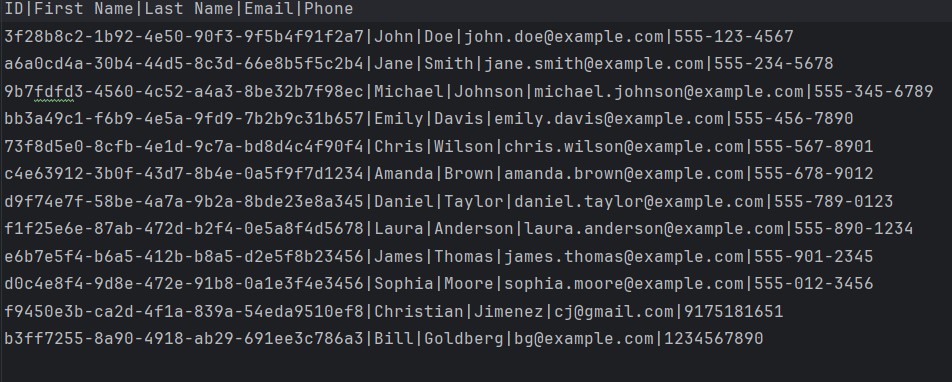 ID|First Name|Last Name|Email|Phone
3f28b8c2-1b92-4e50-90f3-9f5b4f91f2a7|John|Doe|john.doe@example.com|555-123-4567
a6a0cd4a-30b4-44d5-8c3d-66e8b5f5c2b4|Jane|Smith|jane.smith@example.com|555-234-5678
9b7fdfd3-4560-4c52-a4a3-8be32b7f98ec|Michael|Johnson|michael.johnson@example.com|555-345-6789
bb3a49c1-f6b9-4e5a-9fd9-7b2b9c31b657|Emily|Davis|emily.davis@example.com|555-456-7890
73f8d5e0-8cfb-4e1d-9c7a-bd8d4c4f90f4|Chris|Wilson|chris.wilson@example.com|555-567-8901
c4e63912-3b0f-43d7-8b4e-0a5f9f7d1234|Amanda|Brown|amanda.brown@example.com|555-678-9012
d9f74e7f-58be-4a7a-9b2a-8bde23e8a345|Daniel|Taylor|daniel.taylor@example.com|555-789-0123
f1f25e6e-87ab-472d-b2f4-0e5a8f4d5678|Laura|Anderson|laura.anderson@example.com|555-890-1234
e6b7e5f4-b6a5-412b-b8a5-d2e5f8b23456|James|Thomas|james.thomas@example.com|555-901-2345
d0c4e8f4-9d8e-472e-91b8-0a1e3f4e3456|Sophia|Moore|sophia.moore@example.com|555-012-3456
f9450e3b-ca2d-4f1a-839a-54eda9510ef8|Christian|Jimenez|cj@gmail.com|9175181651
b3ff7255-8a90-4918-ab29-691ee3c786a3|Bill|Goldberg|bg@example.com|1234567890